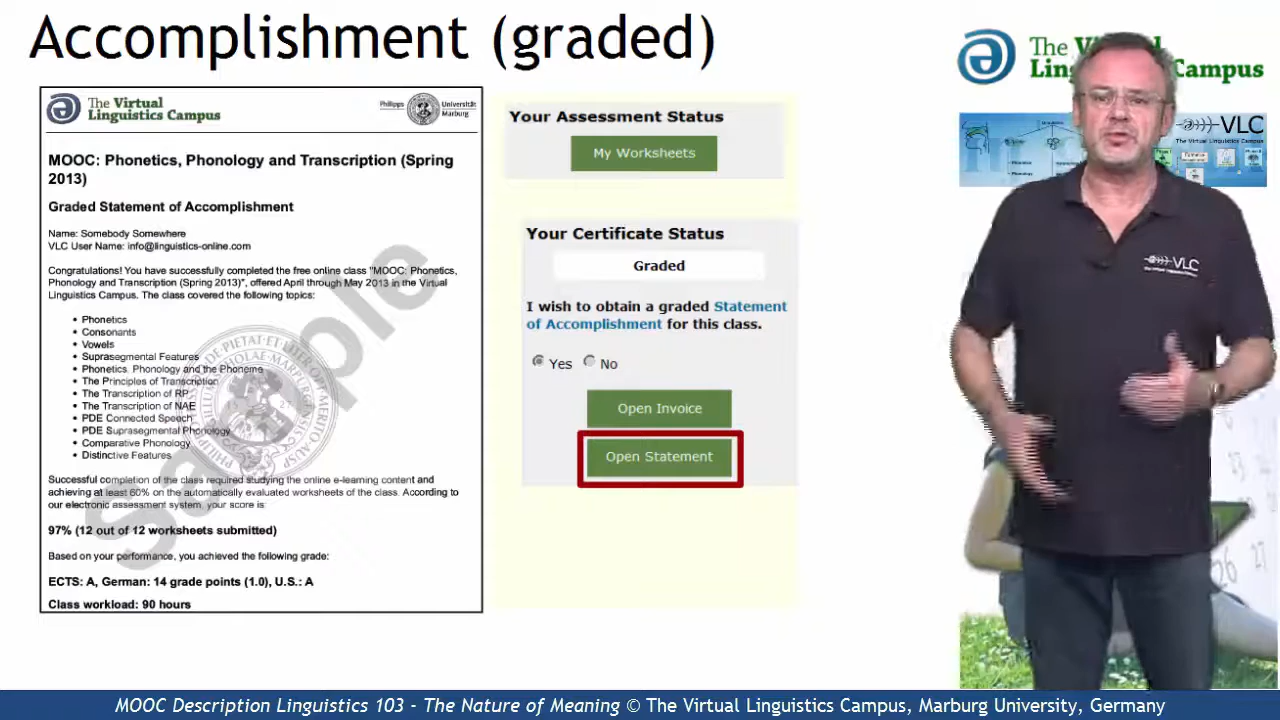 Accomplishment (graded)
The Virtual
Linguistics Campus
Philipps
Universität
Marburg
MOOC: Phonetics, Phonology and Transcription (Spring
2013)
Graded Statement of Accomplishment
Name: Somebody Somewhere
VLC User Name: info@linguistics-online.com
Congratulations! You have successfully completed the free online class "MOOC: Phonetics,
Phonology and Transcription (Spring 2013)", offered April through May 2013 in the Virtual
Linguistics Campus. The class covered the following topics:
• Phonetics
• Consonants
• Vowels
• Suprasegmental Features
• Phonetics, Phonology and the Phoneme
• The Principles of Transcription
• The Transcription of RP
• The Transcription of NAE
• PDE Connected Speech
• PDE Suprasegmental Phonology
• Comparative Phonology
• Distinctive Features
Successful completion of the class required studying the online e-learning content and
achieving at least 60% on the automatically evaluated worksheets of the class. According to
our electronic assessment system, your score is:
97% (12 out of 12 worksheets submitted)
Based on your performance, you achieved the following grade:
ECTS: A, German: 14 grade points (1.0), U.S.: A
Class workload: 90 hours
Sample
Your Assessment Status
My Worksheets
Your Certificate Status
Graded
I wish to obtain a graded Statement
of Accomplishment for this class.
Yes No
Open Invoice
Open Statement
The
Campus
VLC
The Virtual Linguistics Campus
VLC
MOOC Description Linguistics 103 - The Nature of Meaning © The Virtual Linguistics Campus, Marburg University, Germany